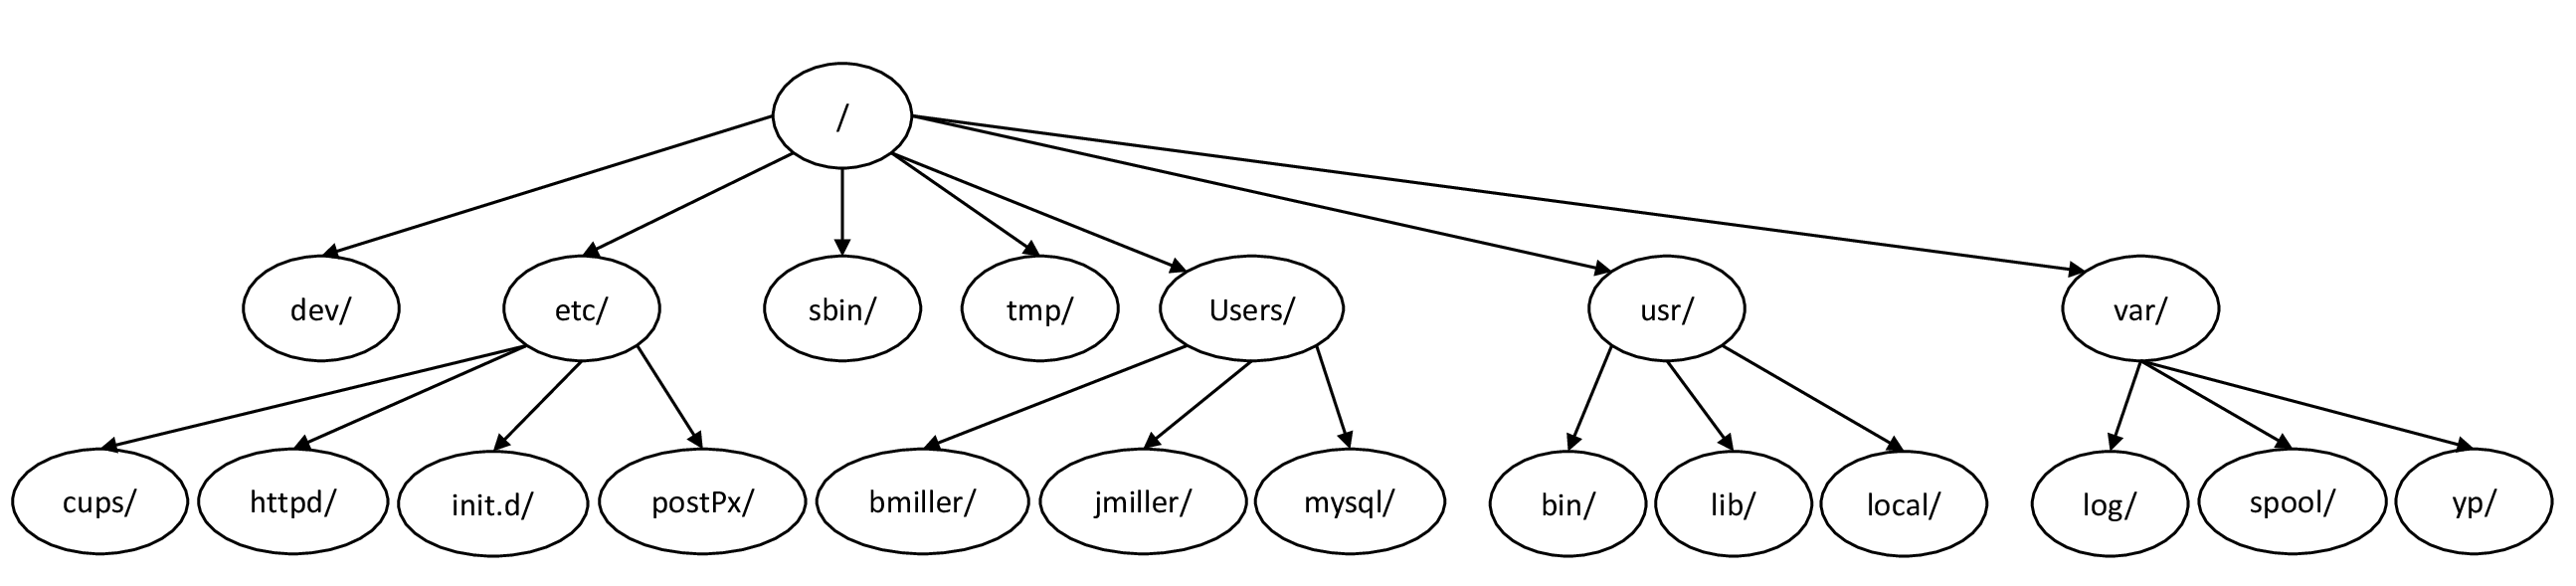 /
dev/
etc/
sbin/
tmp/
Users/
usr/
var/
cups/
httpd/
init.d/
postPx/
bmiller/
jmiller/
mysql/
bin/
lib/
local/
log/
spool/
yp/